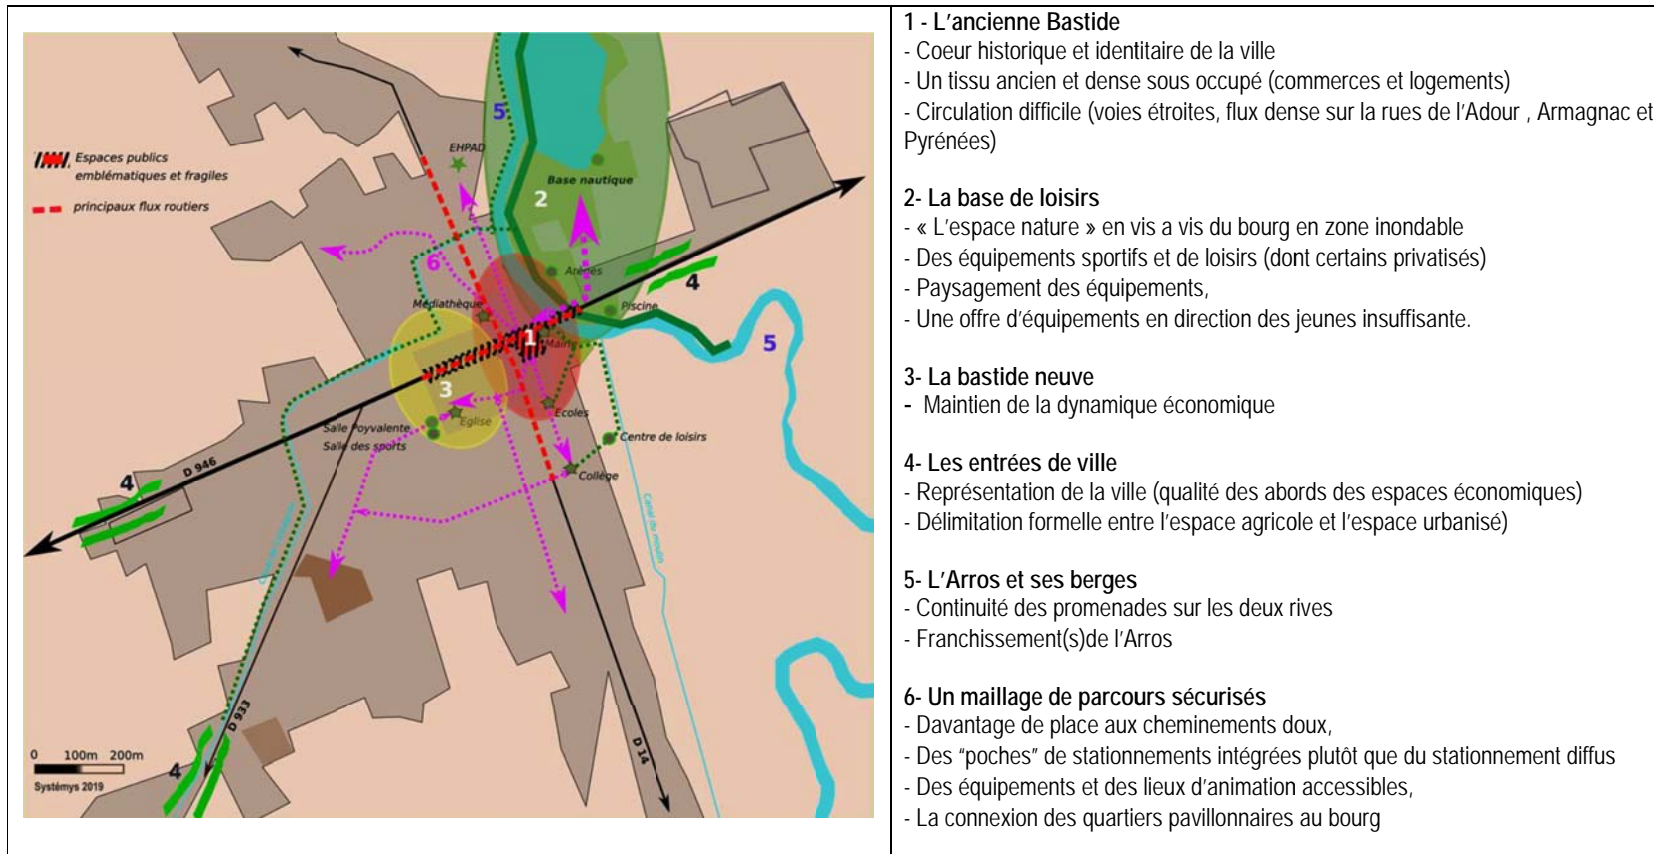 5
EHPAD
Espaces publics
emblématiques et fragiles
principaux flux routiers
Base nautique
2
6
Arènes
4
Médiathèque
Piscine
1
5
3
Ecoles
Eglise
Salle Poyvalente
Salle des sports
Centre de loisirs
Collège
D 946
4
Canal du moulin
D 933
D 14
0 100m 200m
Systémys 2019
4
1 - L'ancienne Bastide
- Coeur historique et identitaire de la ville
- Un tissu ancien et dense sous occupé (commerces et logements)
- Circulation difficile (voies étroites, flux dense sur la rues de l'Adour , Armagnac et
Pyrénées)
2- La base de loisirs
- « L'espace nature » en vis a vis du bourg en zone inondable
- Des équipements sportifs et de loisirs (dont certains privatisés)
- Paysagement des équipements,
- Une offre d'équipements en direction des jeunes insuffisante.
3- La bastide neuve
- Maintien de la dynamique économique
4- Les entrées de ville
- Représentation de la ville (qualité des abords des espaces économiques)
- Délimitation formelle entre l'espace agricole et l'espace urbanisé)
5- L'Arros et ses berges
- Continuité des promenades sur les deux rives
- Franchissement(s)de l'Arros
6- Un maillage de parcours sécurisés
- Davantage de place aux cheminements doux,
- Des "poches" de stationnements intégrées plutôt que du stationnement diffus
- Des équipements et des lieux d'animation accessibles,
- La connexion des quartiers pavillonnaires au bourg